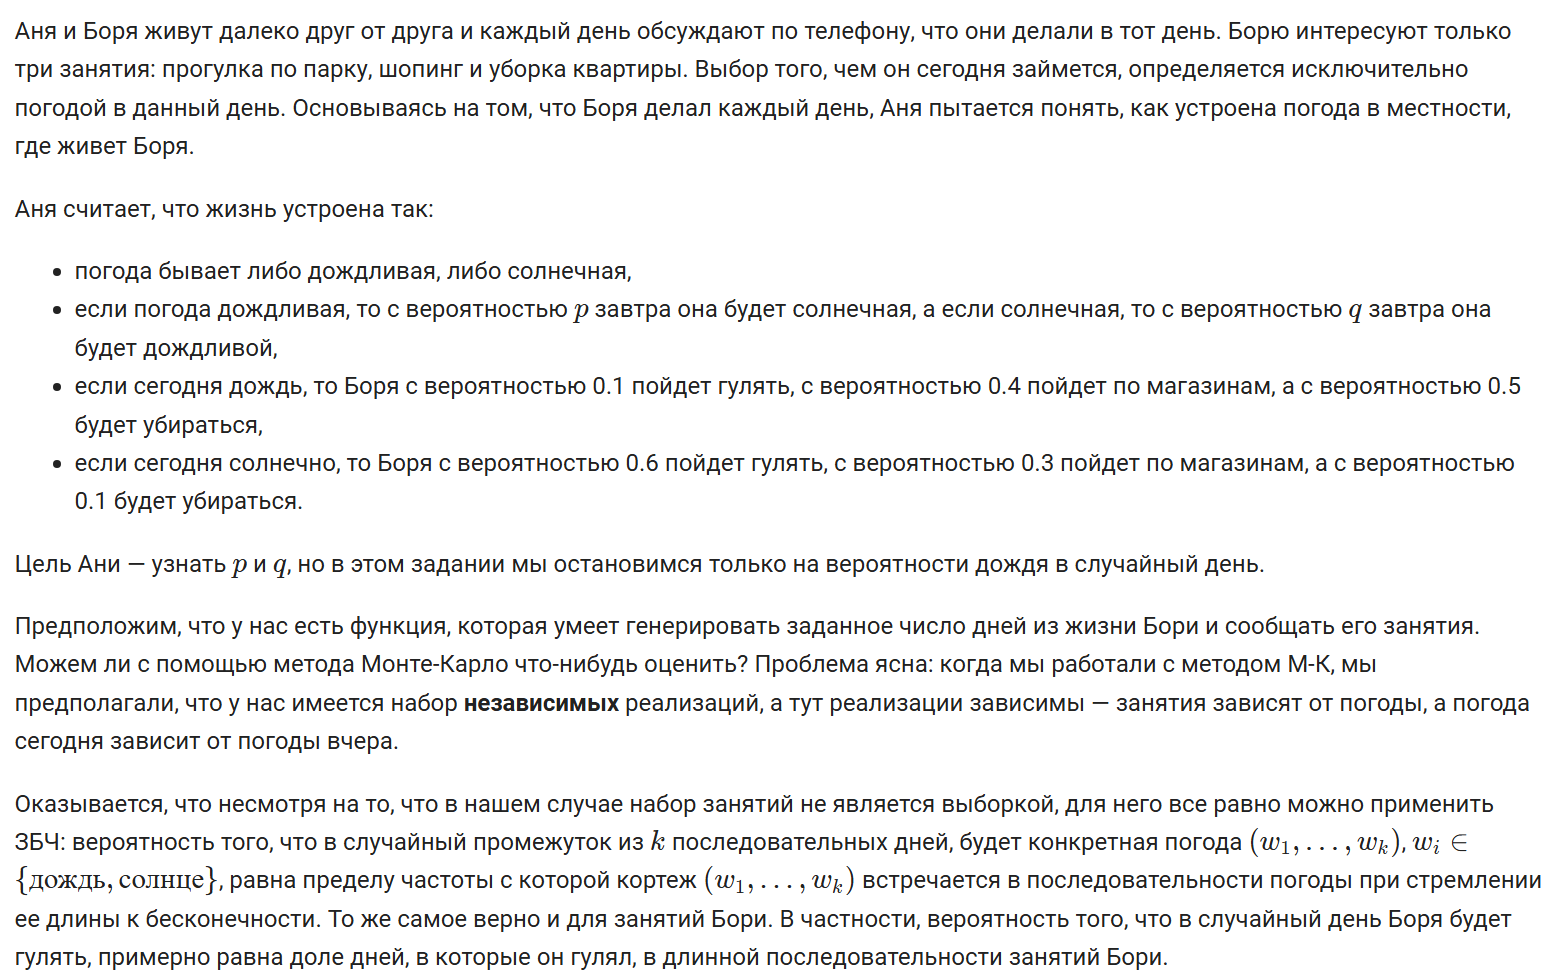 Аня и Боря живут далеко друг от друга и каждый день обсуждают по телефону, что они делали в тот день. Борю интересуют только
три занятия: прогулка по парку, шопинг и уборка квартиры. Выбор того, чем он сегодня займется, определяется исключительно
погодой в данный день. Основываясь на том, что Боря делал каждый день, Аня пытается понять, как устроена погода в местности,
где живет Боря.
Аня считает, что жизнь устроена так:
• погода бывает либо дождливая, либо солнечная,
• если погода дождливая, то с вероятностью p завтра она будет солнечная, а если солнечная, то с вероятностью q завтра она
будет дождливой,
• если сегодня дождь, то Боря с вероятностью 0.1 пойдет гулять, с вероятностью 0.4 пойдет по магазинам, а с вероятностью 0.5
будет убираться,
• если сегодня солнечно, то Боря с вероятностью 0.6 пойдет гулять, с вероятностью 0.3 пойдет по магазинам, а с вероятностью
0.1 будет убираться.
Цель Ани — узнать p и q, но в этом задании мы остановимся только на вероятности дождя в случайный день.
Предположим, что у нас есть функция, которая умеет генерировать заданное число дней из жизни Бори и сообщать его занятия.
Можем ли с помощью метода Монте-Карло что-нибудь оценить? Проблема ясна: когда мы работали с методом М-К, мы
предполагали, что у нас имеется набор независимых реализаций, а тут реализации зависимы — занятия зависят от погоды, а погода
сегодня зависит от погоды вчера.
Оказывается, что несмотря на то, что в нашем случае набор занятий не является выборкой, для него все равно можно применить
ЗБЧ: вероятность того, что в случайный промежуток из k последовательных дней, будет конкретная погода (w₁, . . . , wₖ), wᵢ ∈
{дождь, солнце}, равна пределу частоты с которой кортеж (w₁, . . . , wₖ) встречается в последовательности погоды при стремлении
ее длины к бесконечности. То же самое верно и для занятий Бори. В частности, вероятность того, что в случайный день Боря будет
гулять, примерно равна доле дней, в которые он гулял, в длинной последовательности занятий Бори.